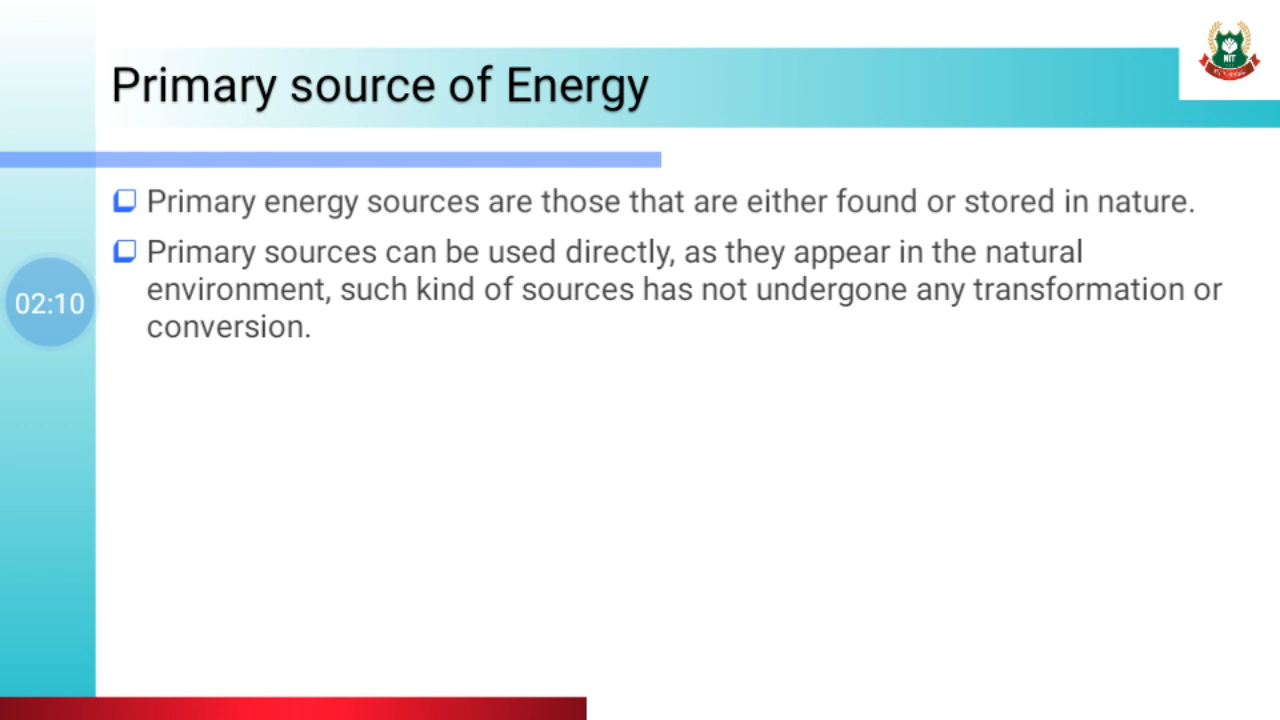 Primary source of Energy
NIT
Primary energy sources are those that are either found or stored in nature.
Primary sources can be used directly, as they appear in the natural
environment, such kind of sources has not undergone any transformation or
conversion.
02:10